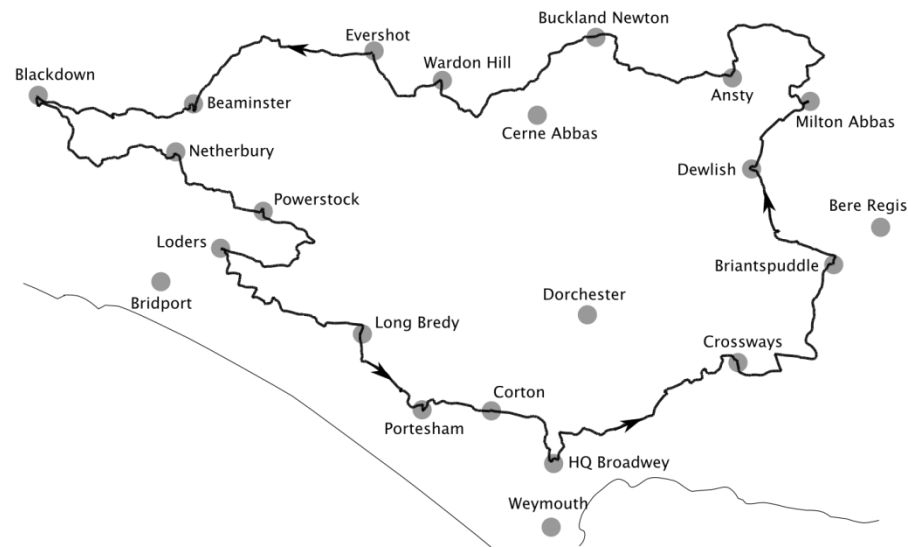 Buckland Newton
Evershot
Wardon Hill
Blackdown
Beaminster
Ansty
Milton Abbas
Cerne Abbas
Netherbury
Dewlish
Powerstock
Bere Regis
Loders
Briantspuddle
Bridport
Dorchester
Long Bredy
Crossways
Corton
Portesham
HQ Broadwey
Weymouth